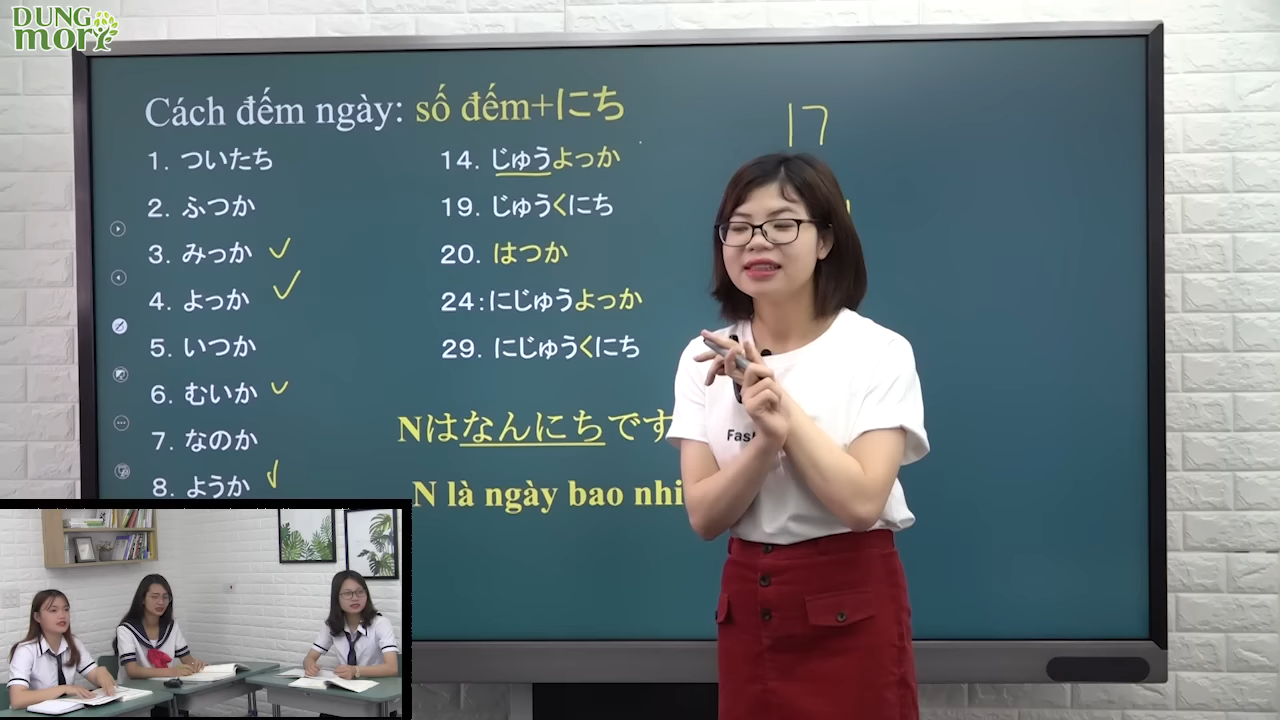 DUNG
mori
Cách đếm ngày: số đếm+にち
1. ついたち
2. ふつか
3. みっか
4. よっか
5. いつか
6. むいか
7. なのか
8. ようか
14. じゅうよっか
19. じゅうくにち
20. はつか
24:にじゅうよっか
29. にじゅうくにち
Nはなんにちです
N là ngày bao nhi
17